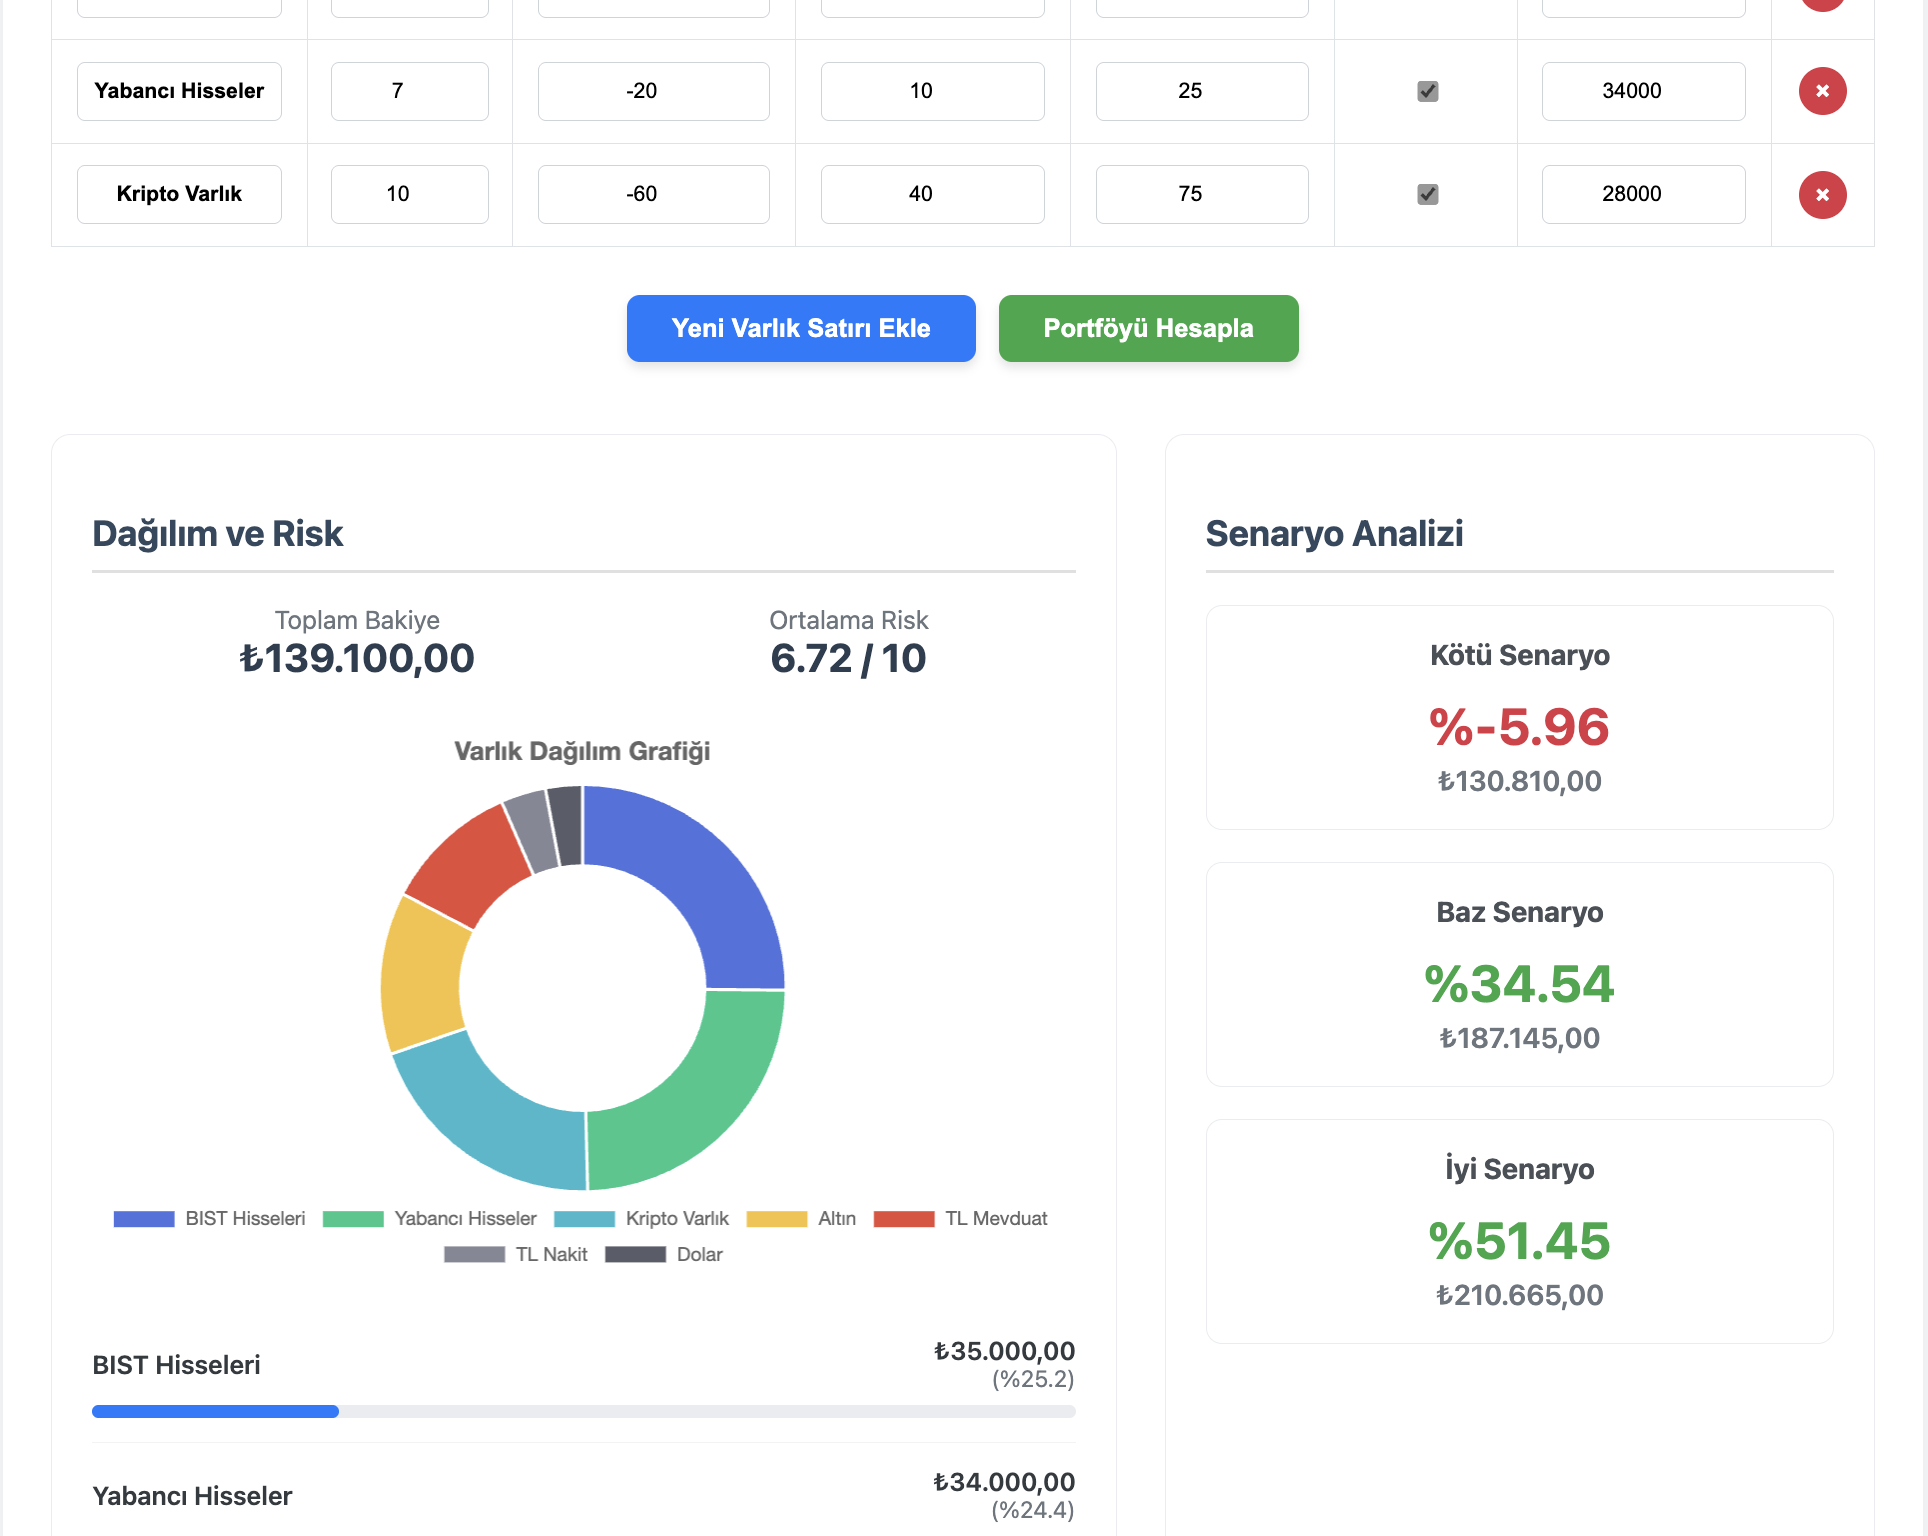 Yabancı Hisseler 7 -20 10 25 34000
Kripto Varlık 10 -60 40 75 28000
Yeni Varlık Satırı Ekle Portföyü Hesapla
Dağılım ve Risk
Toplam Bakiye Ortalama Risk
₺139.100,00 6.72 / 10
Varlık Dağılım Grafiği
BIST Hisseleri Yabancı Hisseler Kripto Varlık Altın TL Mevduat
TL Nakit Dolar
BIST Hisseleri ₺35.000,00
(%25.2)
Yabancı Hisseler ₺34.000,00
(%24.4)
Senaryo Analizi
Kötü Senaryo
%-5.96
₺130.810,00
Baz Senaryo
%34.54
₺187.145,00
İyi Senaryo
%51.45
₺210.665,00